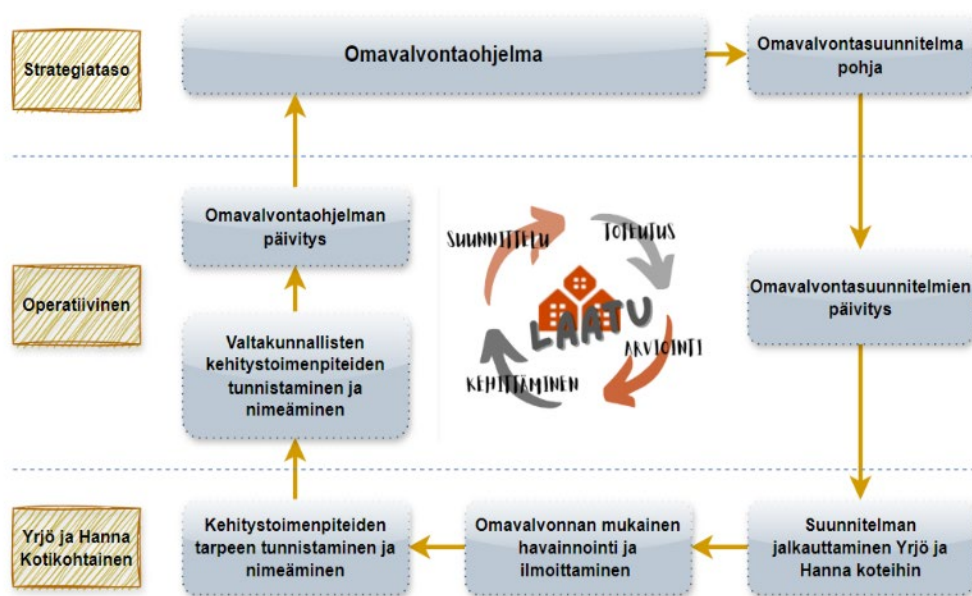 Strategiataso
Omavalvontaohjelma
Omavalvontasuunnitelma
pohja
Omavalvontaohjelman
päivitys
SUUNNITTELU
TOTEUTUS
LAATU
ARVIOINTI
KEHITTÄMINEN
Operatiivinen
Omavalvontasuunnitelmien
päivitys
Valtakunnallisten
kehitystoimenpiteiden
tunnistaminen ja
nimeäminen
Yrjö ja Hanna
Kotikohtainen
Kehitystoimenpiteiden
tarpeen tunnistaminen ja
nimeäminen
Omavalvonnan mukainen
havainnointi ja
ilmoittaminen
Suunnitelman
jalkauttaminen Yrjö ja
Hanna koteihin